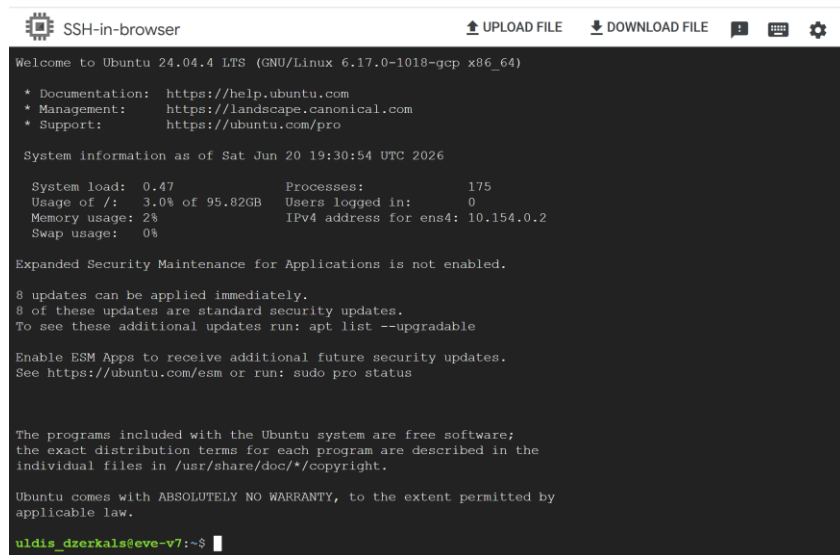 SSH-in-browser UPLOAD FILE DOWNLOAD FILE
Welcome to Ubuntu 24.04.4 LTS (GNU/Linux 6.17.0-1018-gcp x86_64)
* Documentation: https://help.ubuntu.com
* Management: https://landscape.canonical.com
* Support: https://ubuntu.com/pro
System information as of Sat Jun 20 19:30:54 UTC 2026
System load: 0.47 Processes: 175
Usage of /: 3.0% of 95.82GB Users logged in: 0
Memory usage: 2% IPv4 address for ens4: 10.154.0.2
Swap usage: 0%
Expanded Security Maintenance for Applications is not enabled.
8 updates can be applied immediately.
8 of these updates are standard security updates.
To see these additional updates run: apt list --upgradable
Enable ESM Apps to receive additional future security updates.
See https://ubuntu.com/esm or run: sudo pro status
The programs included with the Ubuntu system are free software;
the exact distribution terms for each program are described in the
individual files in /usr/share/doc/*/copyright.
Ubuntu comes with ABSOLUTELY NO WARRANTY, to the extent permitted by
applicable law.
uldis_dzerkals@eve-v7:~$